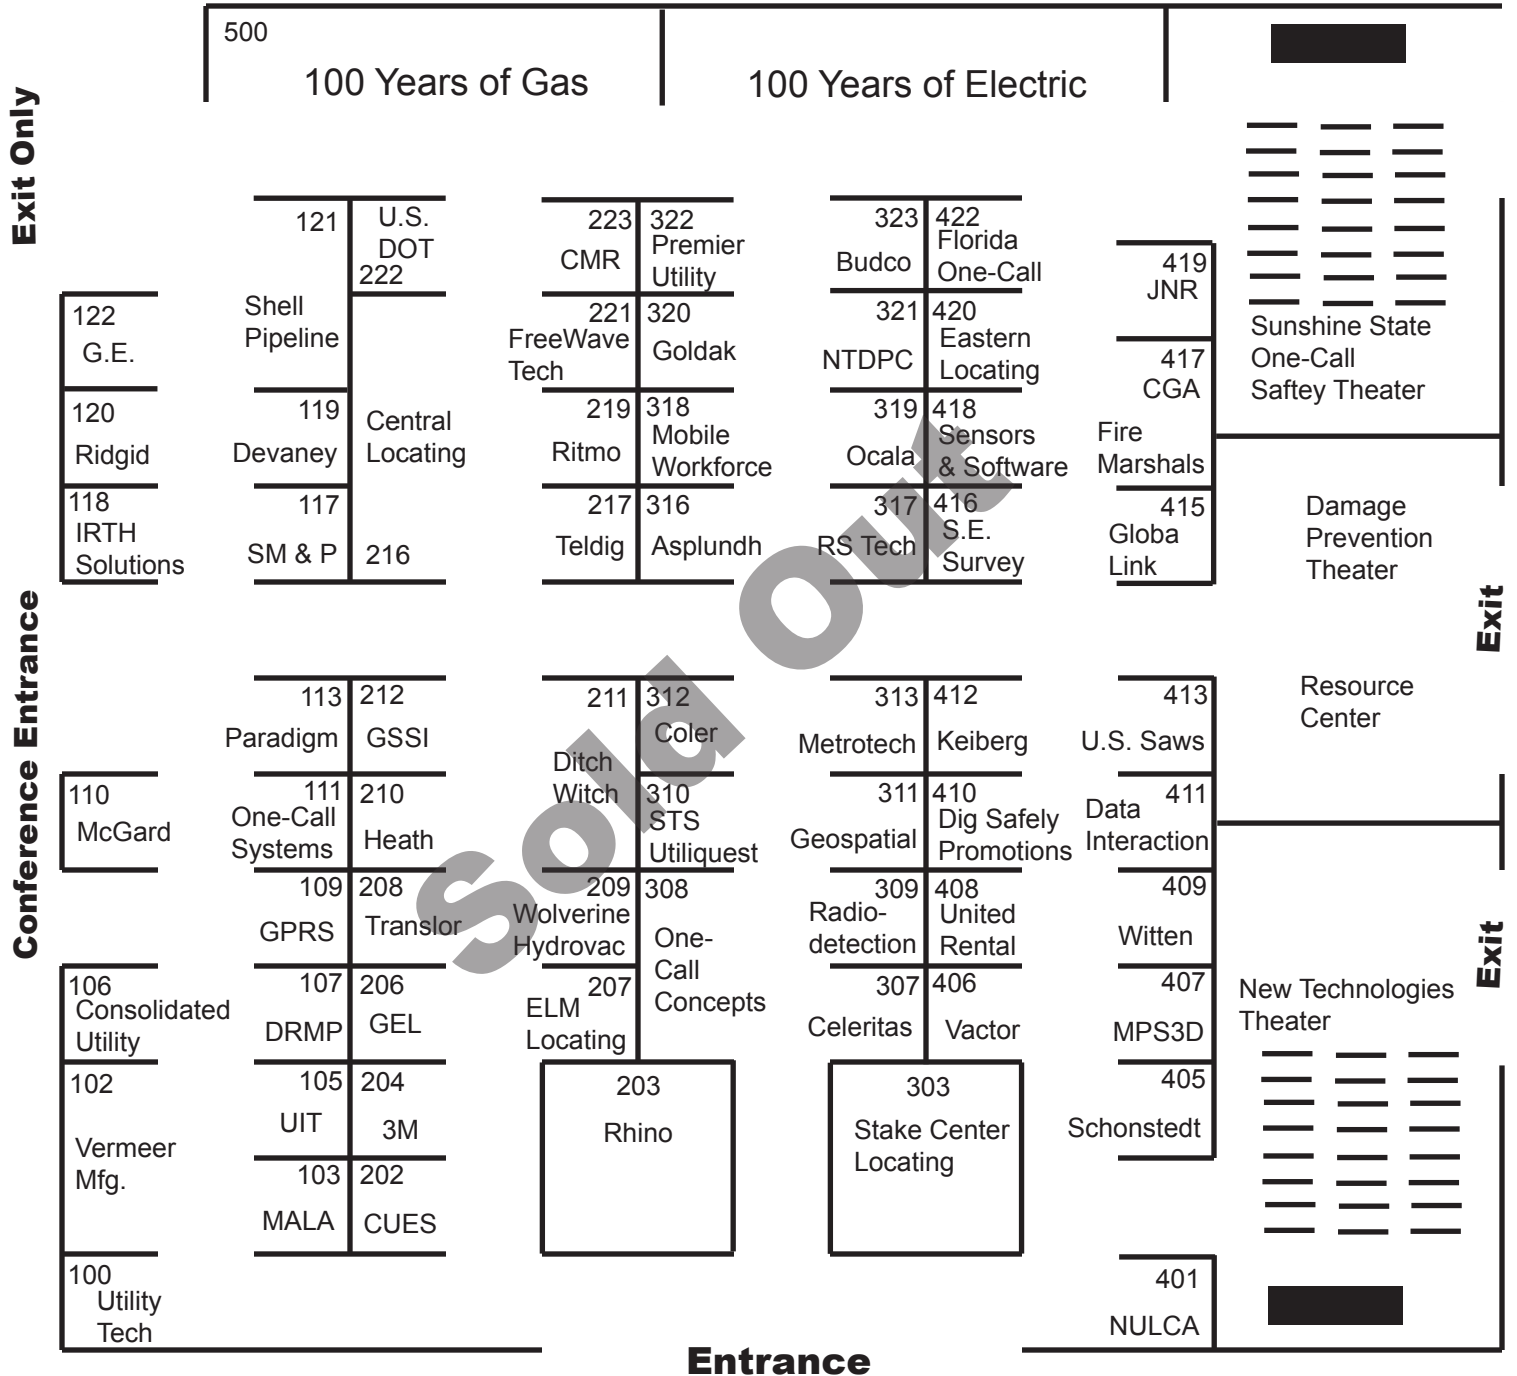 500
100 Years of Gas
100 Years of Electric
Exit Only
121
U.S.
DOT
222
223
CMR
322
Premier
Utility
323
Budco
422
Florida
One-Call
419
JNR
122
G.E.
Shell
Pipeline
221
FreeWave
Tech
320
Goldak
321
NTDPC
420
Eastern
Locating
417
CGA
Fire
Marshals
Sunshine State
One-Call
Saftey Theater
120
Ridgid
119
Devaney
Central
Locating
216
219
Ritmo
318
Mobile
Workforce
319
Ocala
418
Sensors
& Software
118
IRTH
Solutions
117
SM & P
217
Teldig
316
Asplundh
317
RS Tech
416
S.E.
Survey
415
Globa
Link
Damage
Prevention
Theater
Exit
Sold Out
Conference Entrance
113
Paradigm
212
GSSI
211
Ditch
Witch
312
Coler
313
Metrotech
412
Keiberg
413
U.S. Saws
Resource
Center
110
McGard
111
One-Call
Systems
210
Heath
310
STS
Utiliquest
311
Geospatial
410
Dig Safely
Promotions
411
Data
Interaction
109
GPRS
208
Translor
209
Wolverine
Hydrovac
308
One-
Call
Concepts
309
Radio-
detection
408
United
Rental
409
Witten
Exit
106
Consolidated
Utility
107
DRMP
206
GEL
207
ELM
Locating
307
Celeritas
406
Vactor
407
MPS3D
New Technologies
Theater
102
Vermeer
Mfg.
105
UIT
204
3M
203
Rhino
303
Stake Center
Locating
405
Schonstedt
103
MALA
202
CUES
100
Utility
Tech
401
NULCA
Entrance